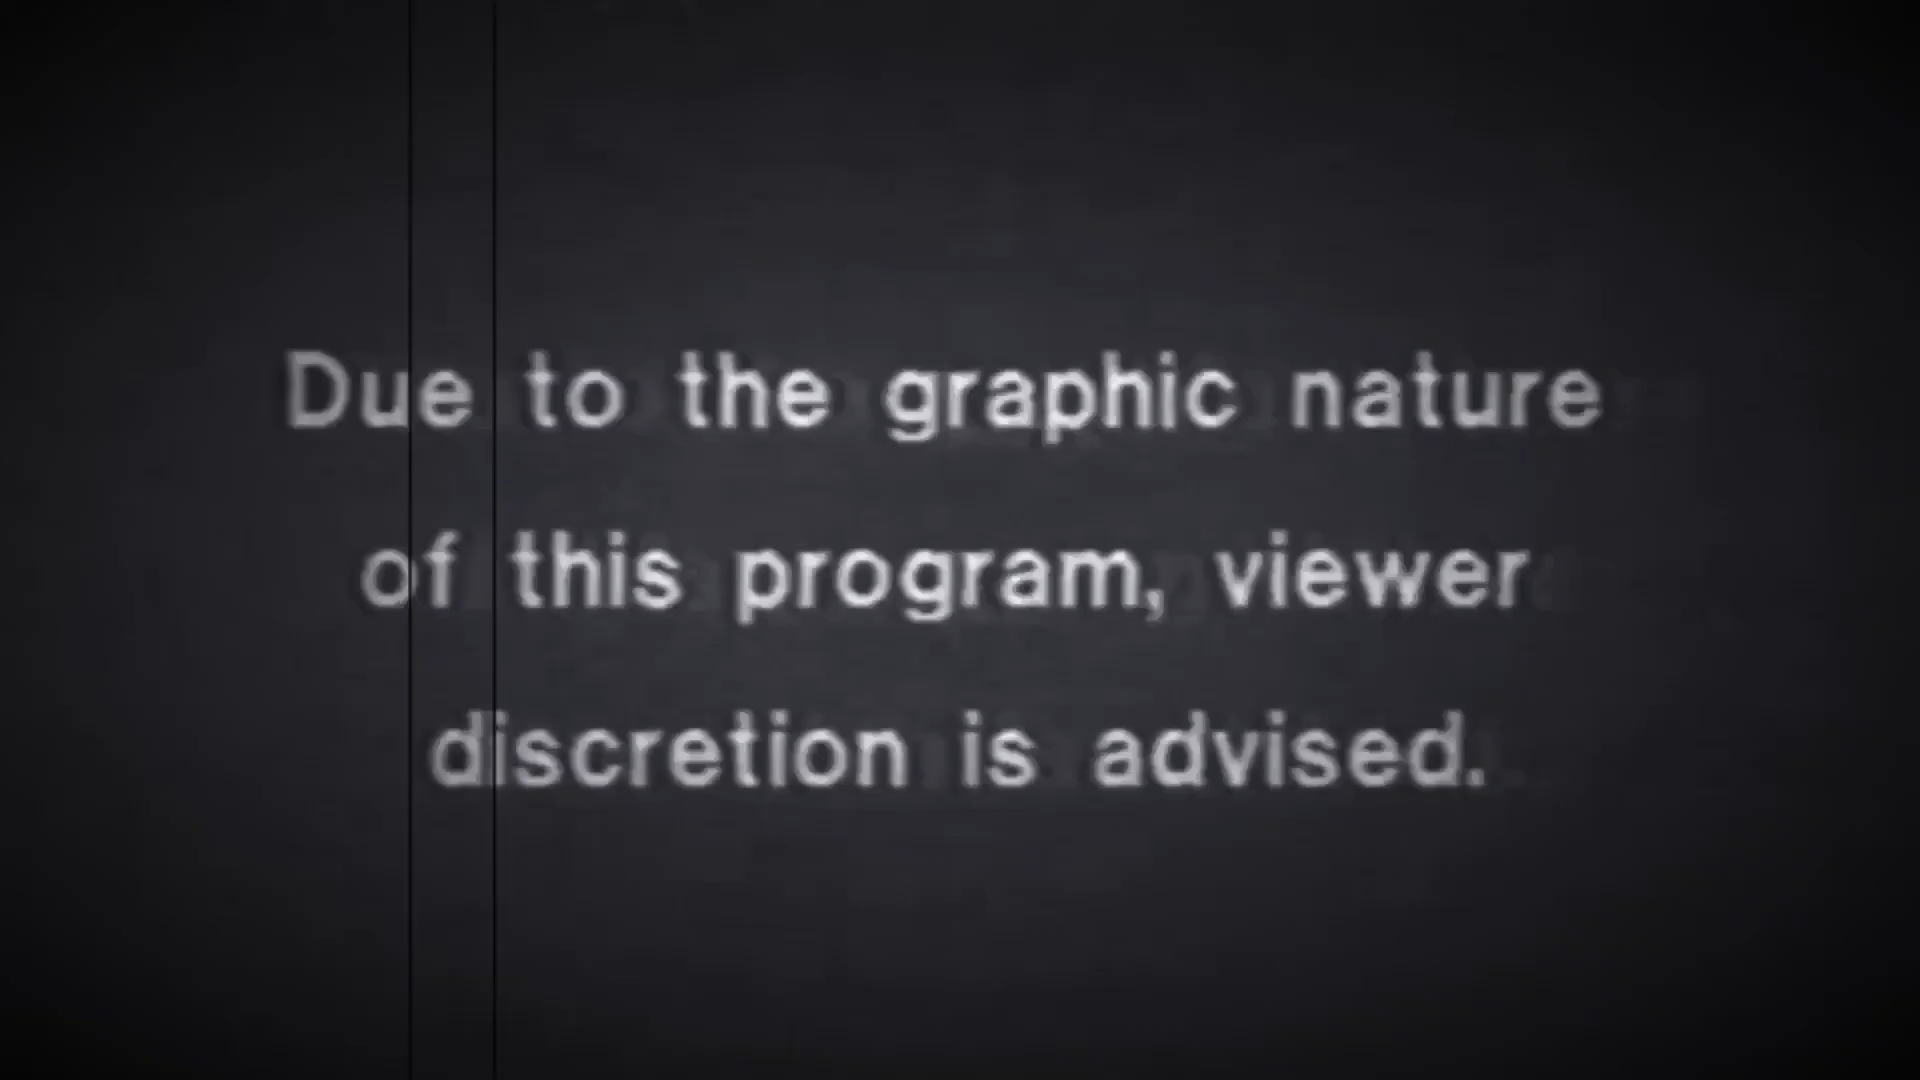 Due to the graphic nature
of this program, viewer
discretion is advised.